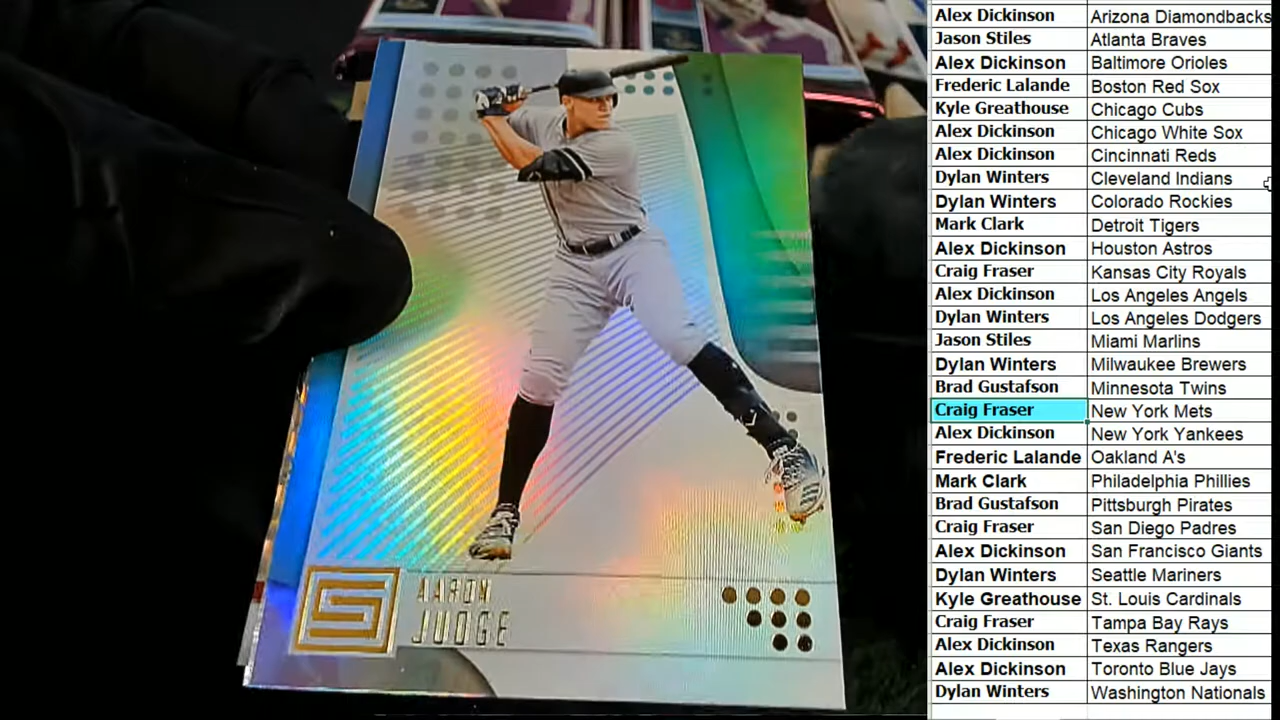 AARON
JUDGE
Alex Dickinson Arizona Diamondbacks
Jason Stiles Atlanta Braves
Alex Dickinson Baltimore Orioles
Frederic Lalande Boston Red Sox
Kyle Greathouse Chicago Cubs
Alex Dickinson Chicago White Sox
Alex Dickinson Cincinnati Reds
Dylan Winters Cleveland Indians
Dylan Winters Colorado Rockies
Mark Clark Detroit Tigers
Alex Dickinson Houston Astros
Craig Fraser Kansas City Royals
Alex Dickinson Los Angeles Angels
Dylan Winters Los Angeles Dodgers
Jason Stiles Miami Marlins
Dylan Winters Milwaukee Brewers
Brad Gustafson Minnesota Twins
Craig Fraser New York Mets
Alex Dickinson New York Yankees
Frederic Lalande Oakland A's
Mark Clark Philadelphia Phillies
Brad Gustafson Pittsburgh Pirates
Craig Fraser San Diego Padres
Alex Dickinson San Francisco Giants
Dylan Winters Seattle Mariners
Kyle Greathouse St. Louis Cardinals
Craig Fraser Tampa Bay Rays
Alex Dickinson Texas Rangers
Alex Dickinson Toronto Blue Jays
Dylan Winters Washington Nationals